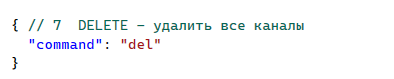 { // 7  DELETE – удалить все каналы
  "command": "del"
}